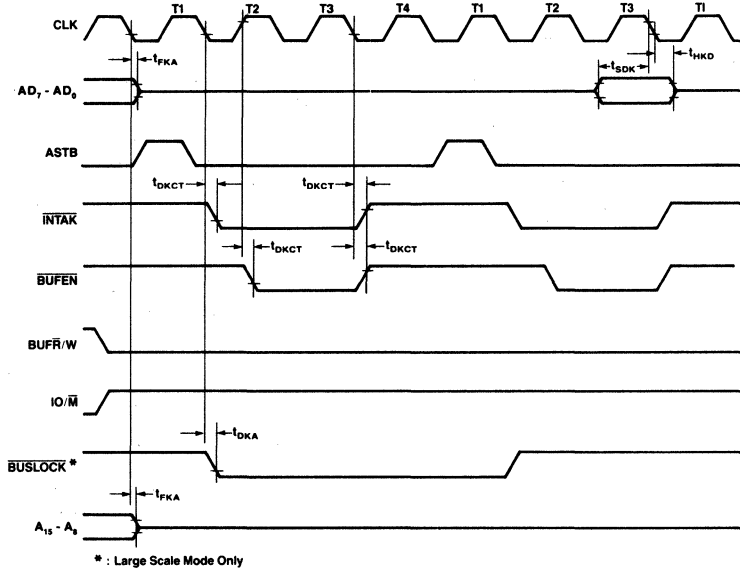 T1 T2 T3 T4 T1 T2 T3 TI
CLK
tFKA
tSDK
tHKD
AD7 - AD0
ASTB
tDKCT tDKCT
INTAK
tDKCT tDKCT
BUFEN
BUFR/W
IO/M
tDKA
BUSLOCK *
tFKA
A15 - A8
* : Large Scale Mode Only